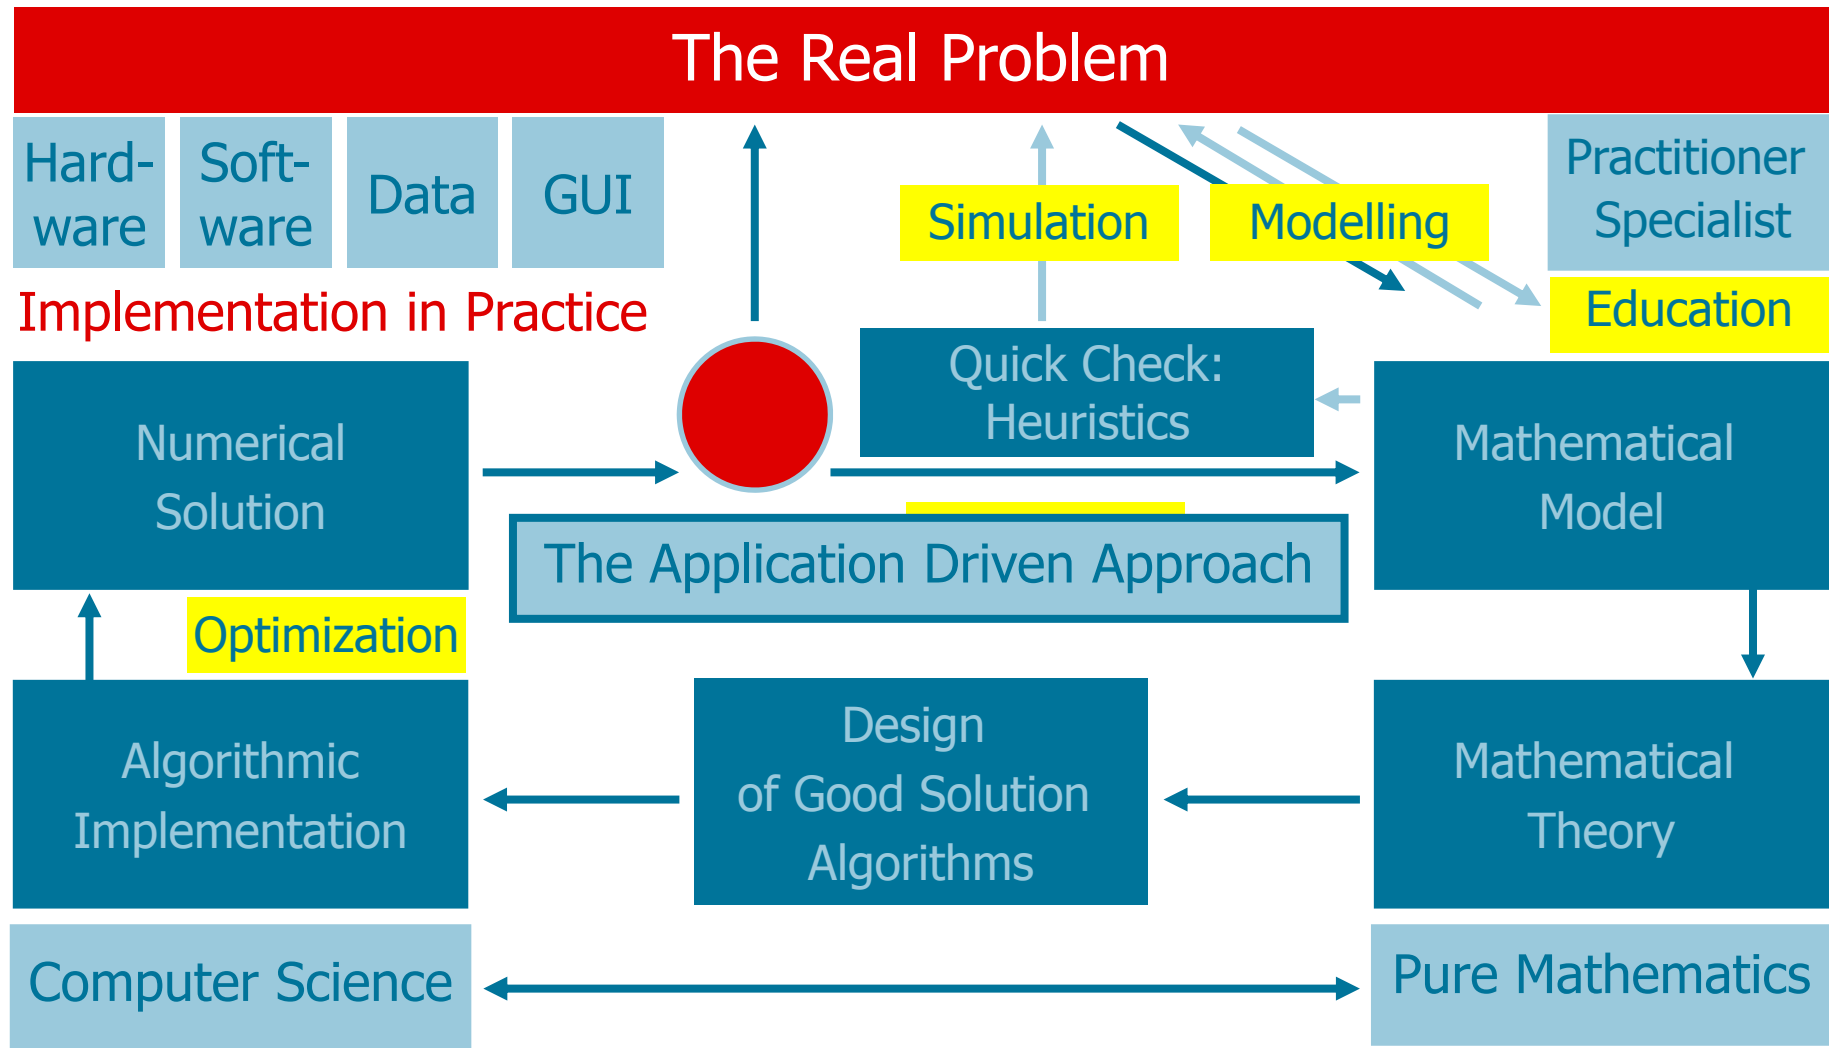 The Real Problem
Hard-
ware
Soft-
ware
Data
GUI
Simulation
Modelling
Practitioner
Specialist
Implementation in Practice
Education
Quick Check:
Heuristics
Numerical
Solution
Mathematical
Model
The Application Driven Approach
Optimization
Algorithmic
Implementation
Design
of Good Solution
Algorithms
Mathematical
Theory
Computer Science
Pure Mathematics